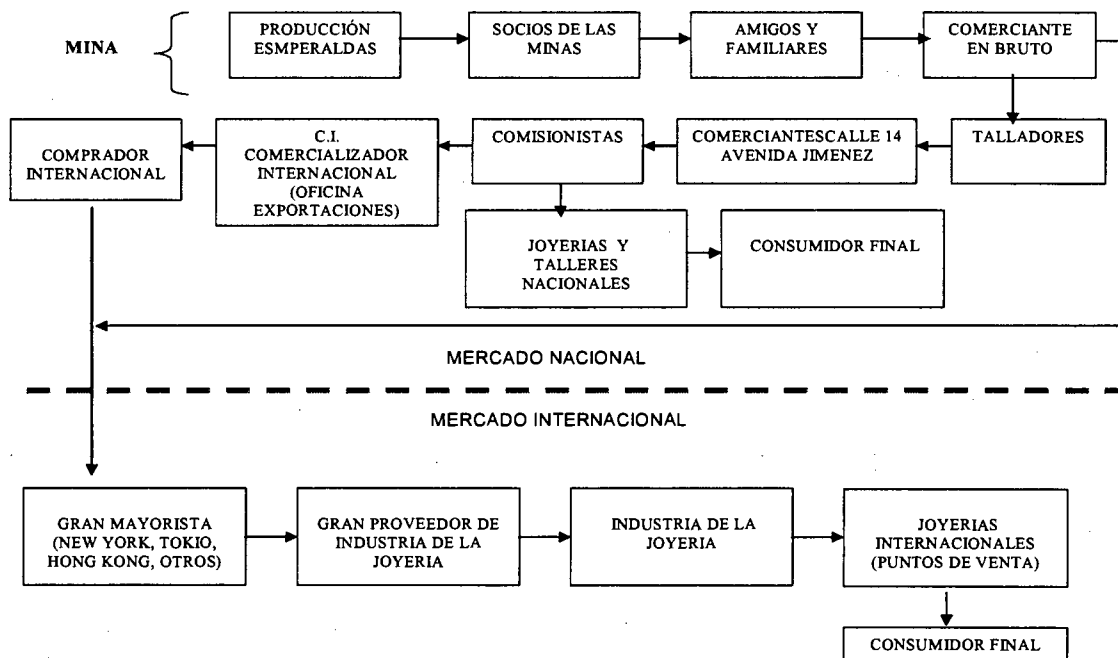 MINA
PRODUCCIÓN
ESMPERALDAS
SOCIOS DE LAS
MINAS
AMIGOS Y
FAMILIARES
COMERCIANTE
EN BRUTO
COMPRADOR
INTERNACIONAL
C.I.
COMERCIALIZADOR
INTERNACIONAL
(OFICINA
EXPORTACIONES)
COMISIONISTAS
COMERCIANTESCALLE 14
AVENIDA JIMENEZ
TALLADORES
JOYERIAS Y
TALLERES
NACIONALES
CONSUMIDOR FINAL
MERCADO NACIONAL
MERCADO INTERNACIONAL
GRAN MAYORISTA
(NEW YORK, TOKIO,
HONG KONG, OTROS)
GRAN PROVEEDOR DE
INDUSTRIA DE LA
JOYERIA
INDUSTRIA DE LA
JOYERIA
JOYERIAS
INTERNACIONALES
(PUNTOS DE VENTA)
CONSUMIDOR FINAL